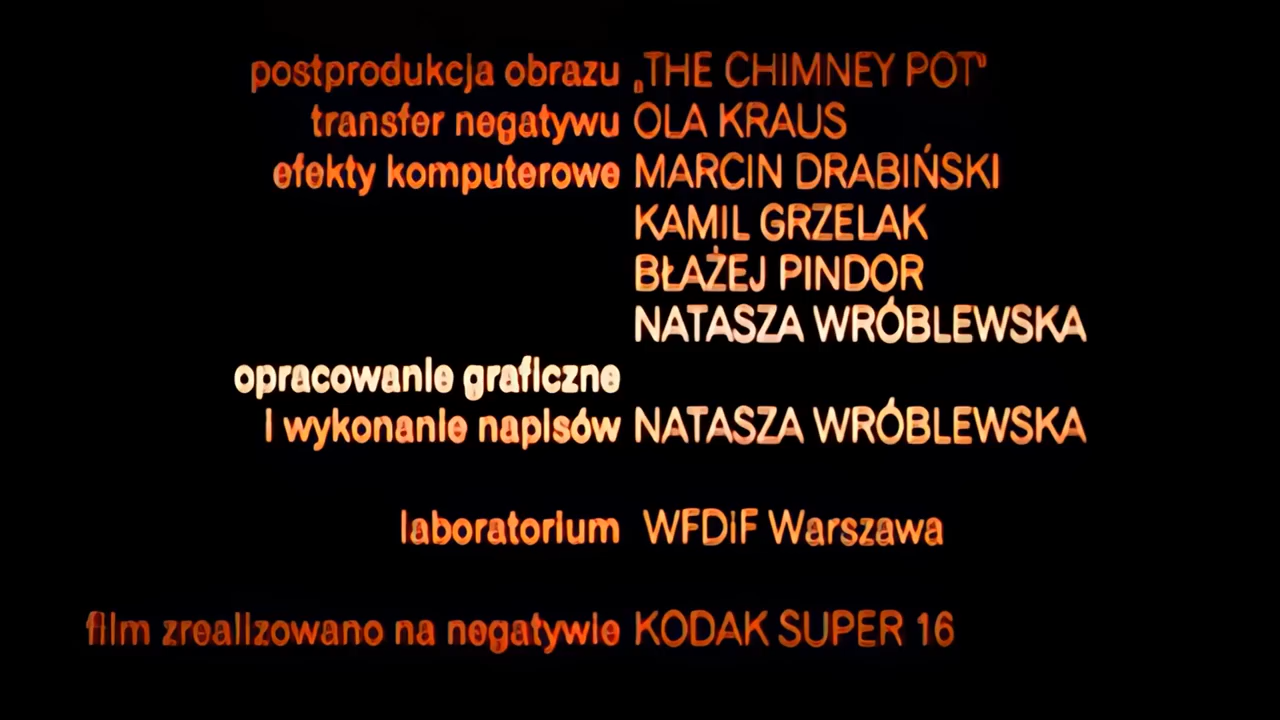 postprodukcja obrazu „THE CHIMNEY POT”
transfer negatywu OLA KRAUS
efekty komputerowe MARCIN DRABIŃSKI
KAMIL GRZELAK
BŁAŻEJ PINDOR
NATASZA WRÓBLEWSKA
opracowanie graficzne
i wykonanie napisów NATASZA WRÓBLEWSKA
laboratorium WFDiF Warszawa
film zrealizowano na negatywie KODAK SUPER 16